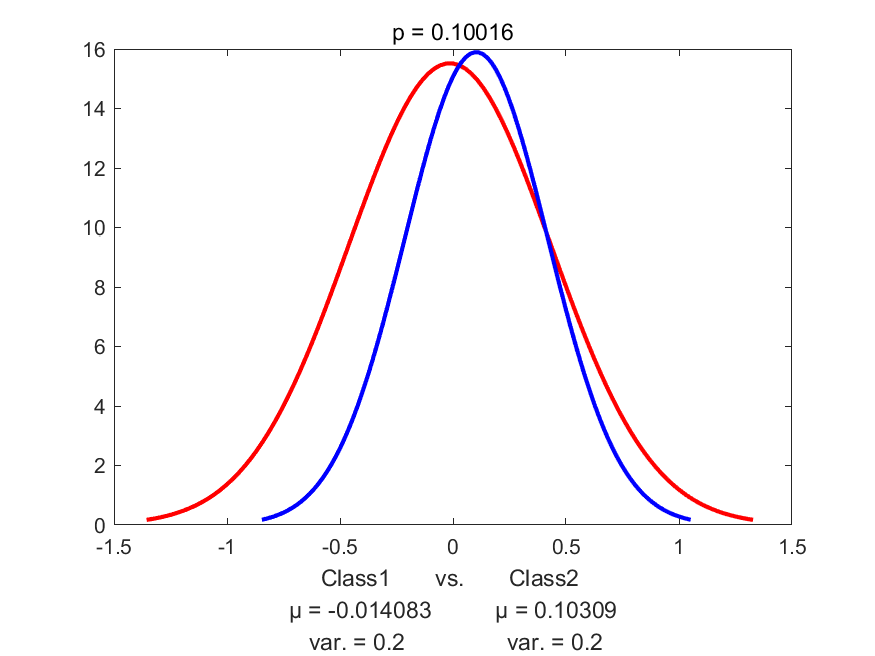 p = 0.10016
16
14
12
10
8
6
4
2
0
-1.5 -1 -0.5 0 0.5 1 1.5
Class1 vs. Class2
μ = -0.014083 μ = 0.10309
var. = 0.2 var. = 0.2